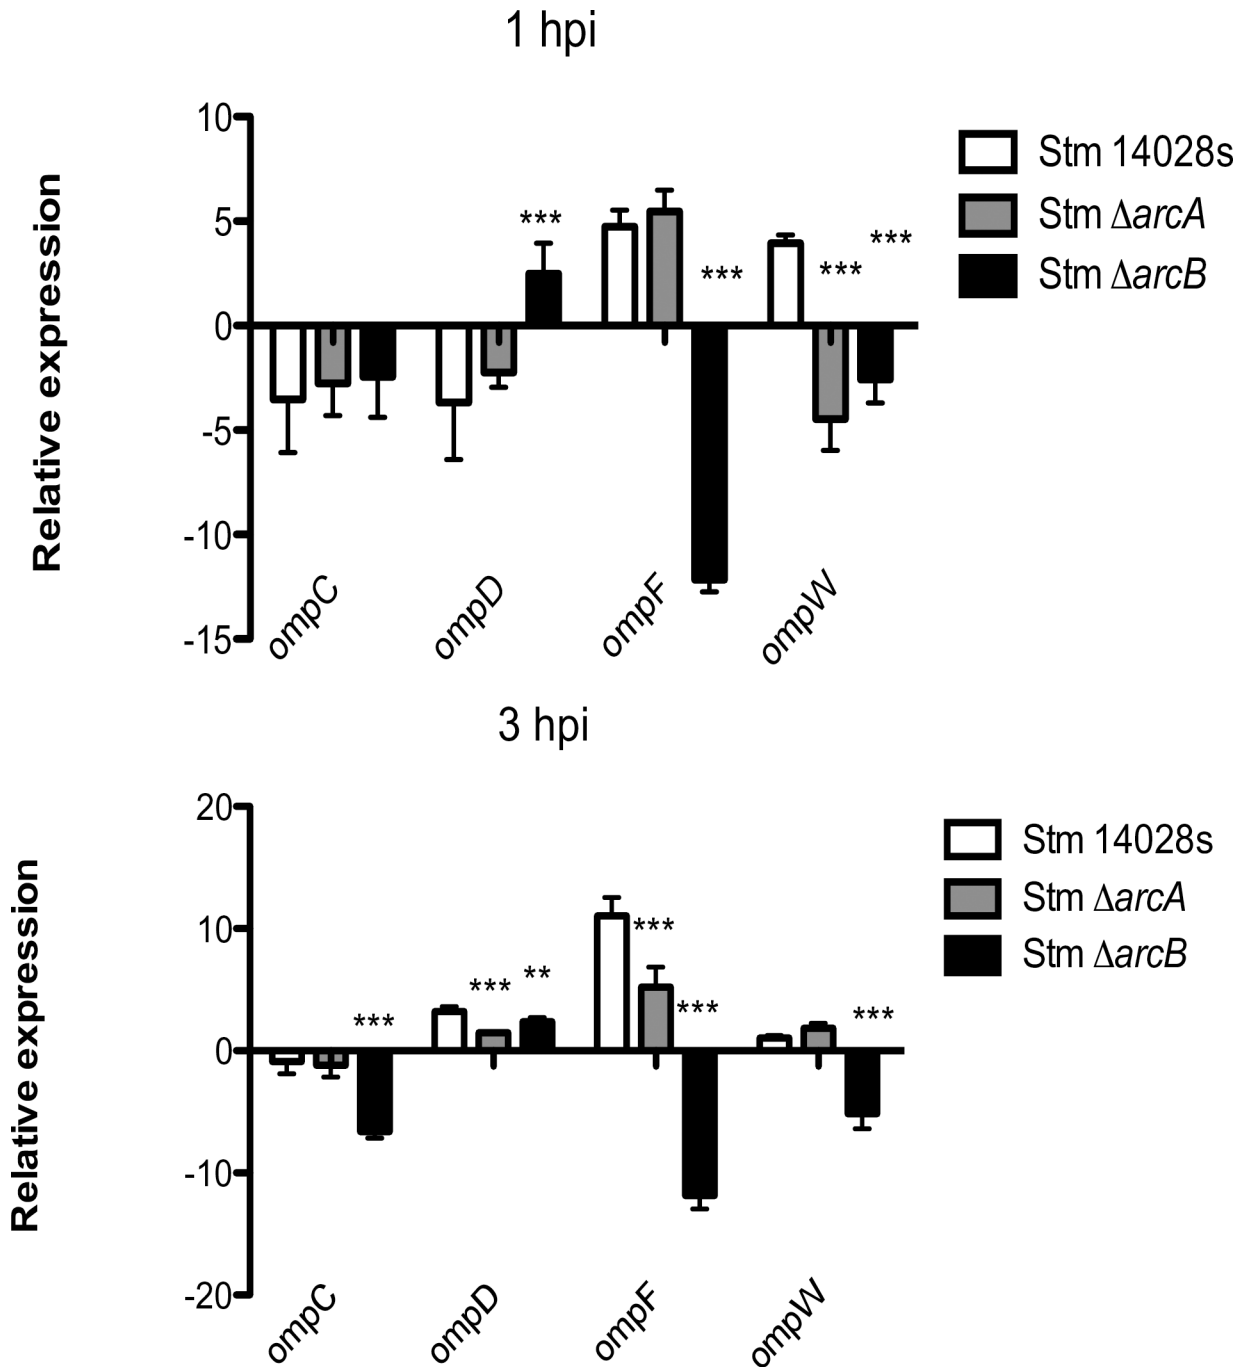 1 hpi
Relative expression
10
5
0
-5
-10
-15
***
***
***
***
ompC
ompD
ompF
ompW
Stm 14028s
Stm ΔarcA
Stm ΔarcB
3 hpi
Relative expression
20
10
0
-10
-20
***
***
**
***
***
***
ompC
ompD
ompF
ompW
Stm 14028s
Stm ΔarcA
Stm ΔarcB